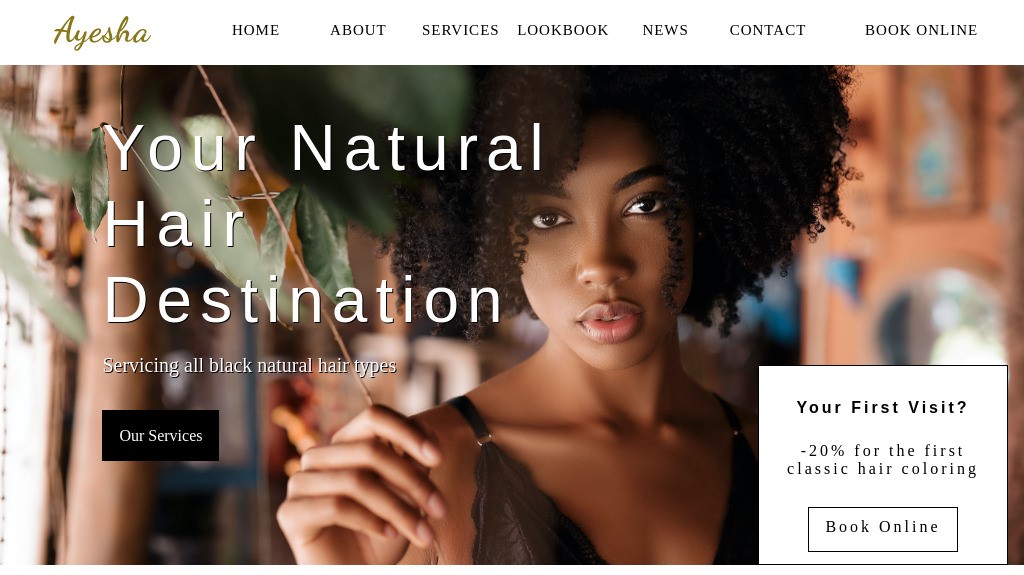 Ayesha
HOME ABOUT SERVICES LOOKBOOK NEWS CONTACT BOOK ONLINE
Your Natural
Hair
Destination
Servicing all black natural hair types
Our Services
Your First Visit?
-20% for the first
classic hair coloring
Book Online